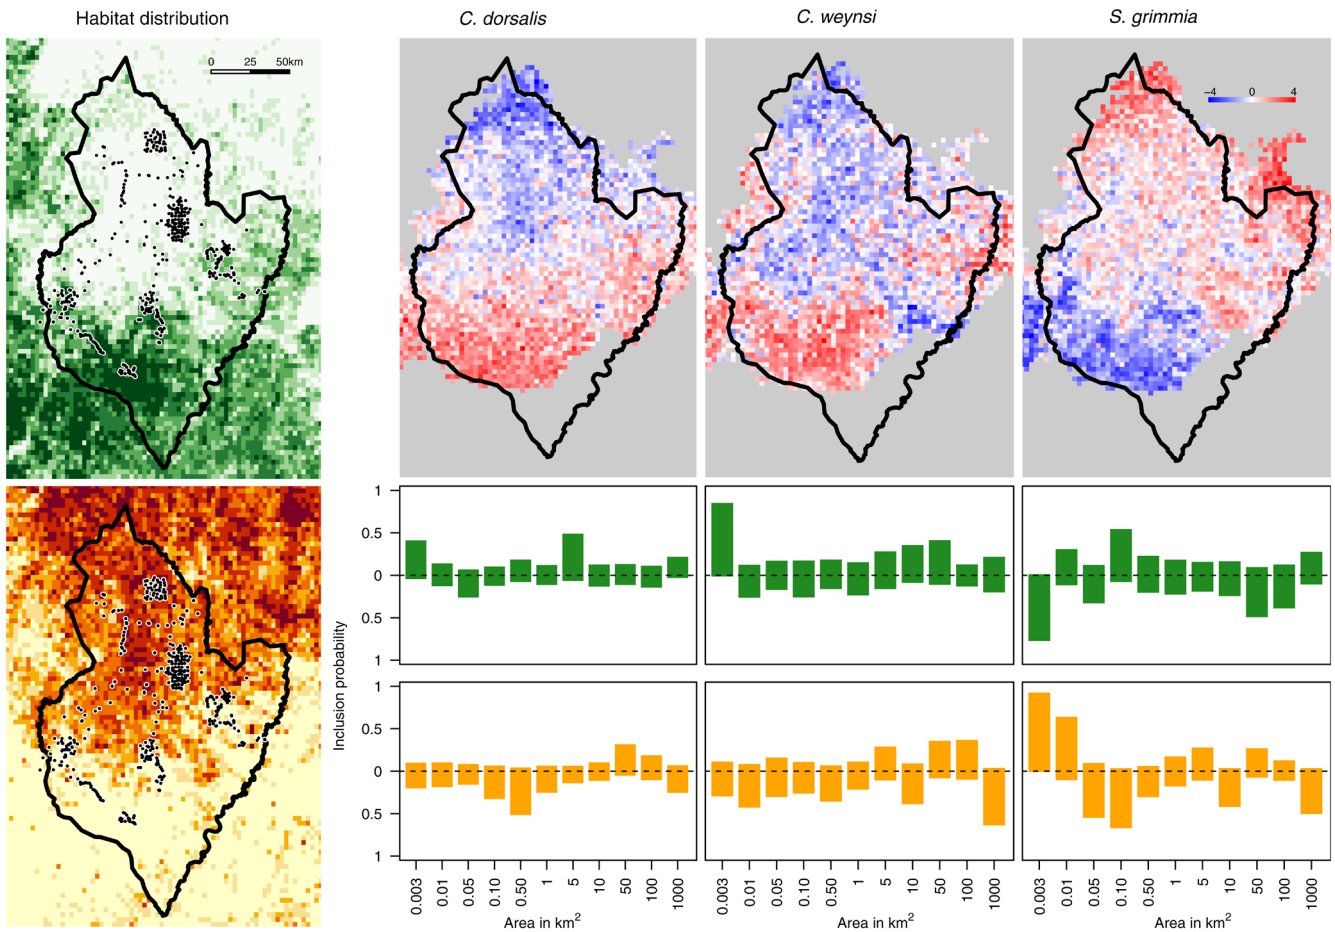 Habitat distribution
C. dorsalis
C. weynsi
S. grimmia
0 25 50km
−4 0 4
Inclusion probability
1
0.5
0
0.5
1
1
0.5
0
0.5
1
0.003 0.01 0.05 0.10 0.50 1 5 10 50 100 1000
0.003 0.01 0.05 0.10 0.50 1 5 10 50 100 1000
0.003 0.01 0.05 0.10 0.50 1 5 10 50 100 1000
Area in km²
Area in km²
Area in km²